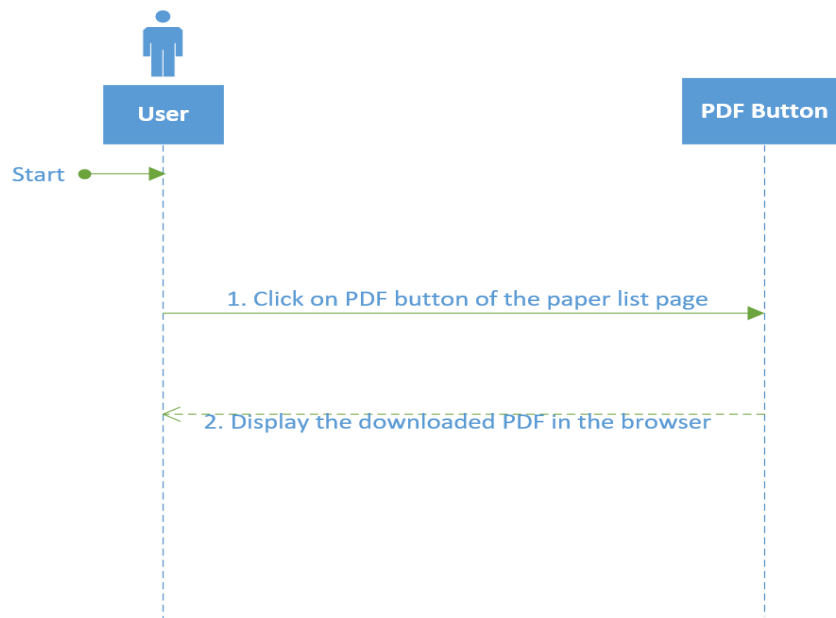 User
PDF Button
Start
1. Click on PDF button of the paper list page
2. Display the downloaded PDF in the browser